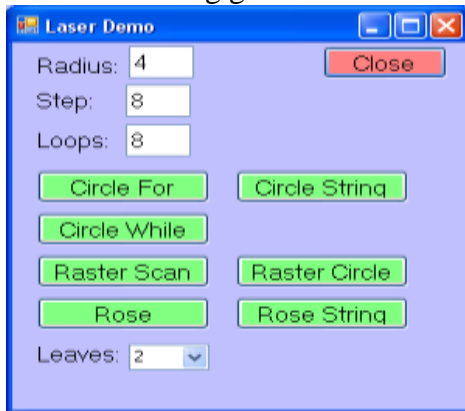 Laser Demo
Radius: 4 Close
Step: 8
Loops: 8
Circle For Circle String
Circle While
Raster Scan Raster Circle
Rose Rose String
Leaves: 2